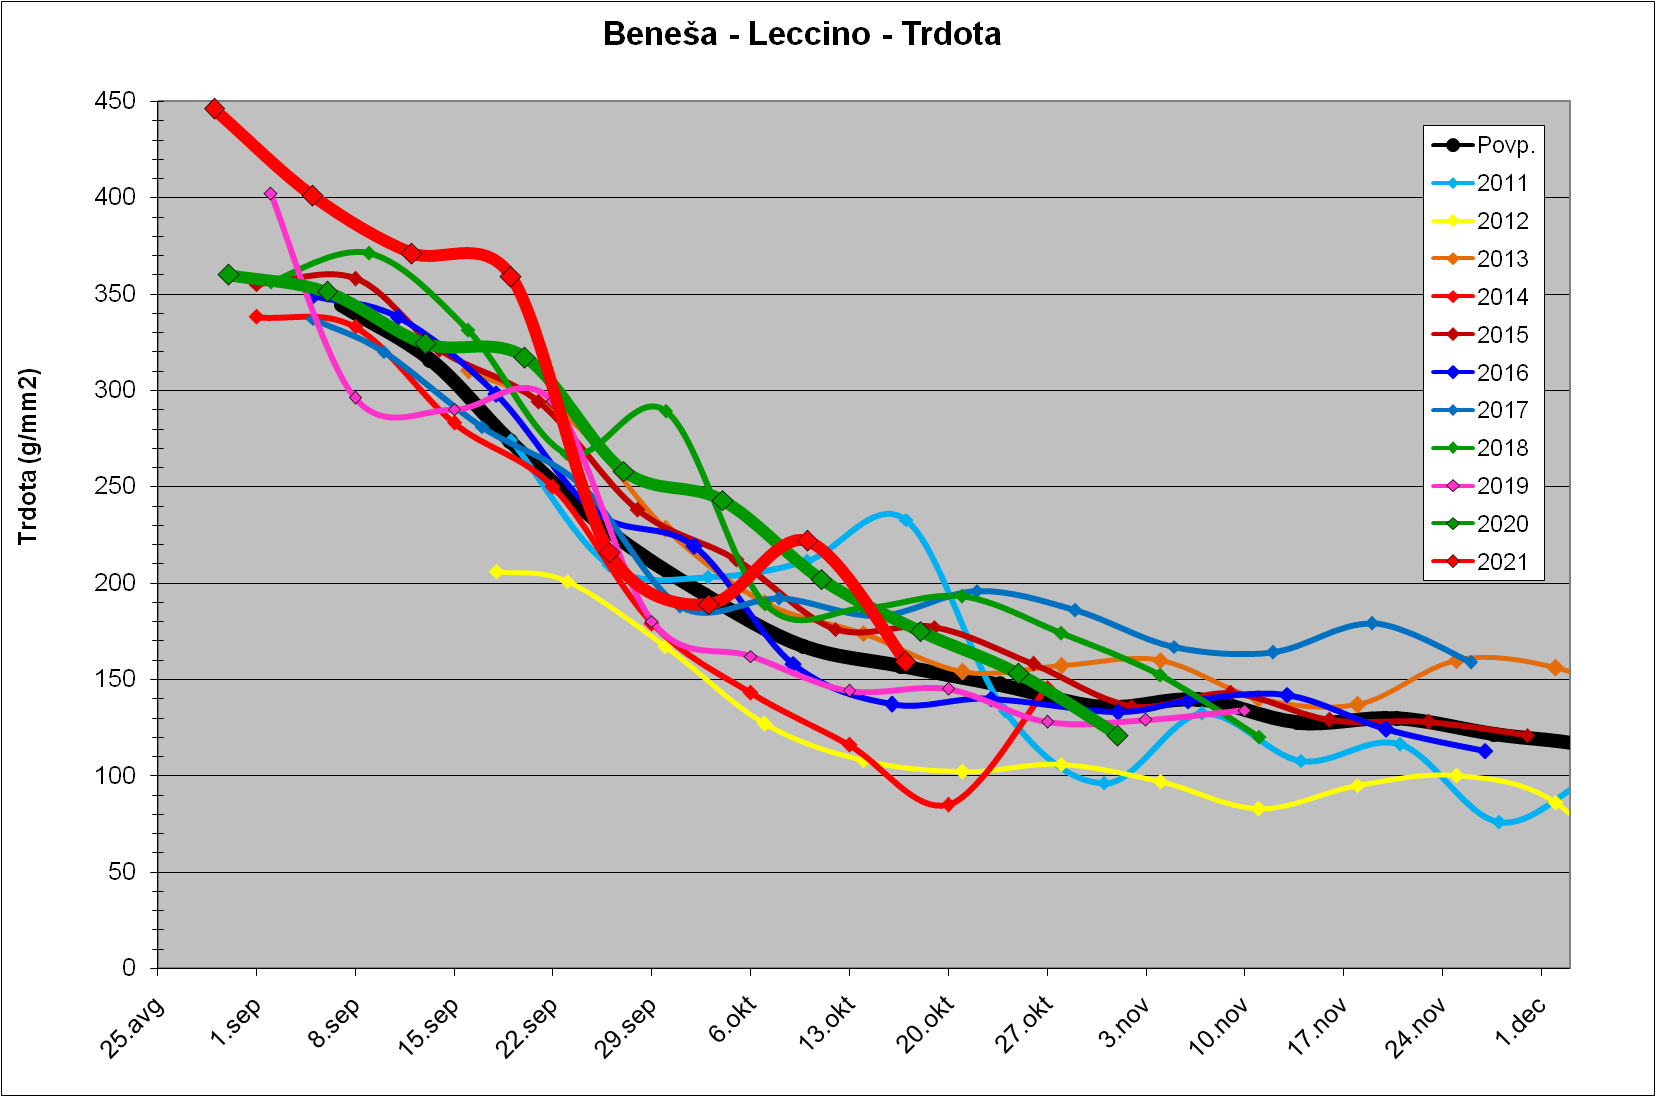 Beneša - Leccino - Trdota
Trdota (g/mm2)
450
400
350
300
250
200
150
100
50
0
25.avg
1.sep
8.sep
15.sep
22.sep
29.sep
6.okt
13.okt
20.okt
27.okt
3.nov
10.nov
17.nov
24.nov
1.dec
Povp.
2011
2012
2013
2014
2015
2016
2017
2018
2019
2020
2021